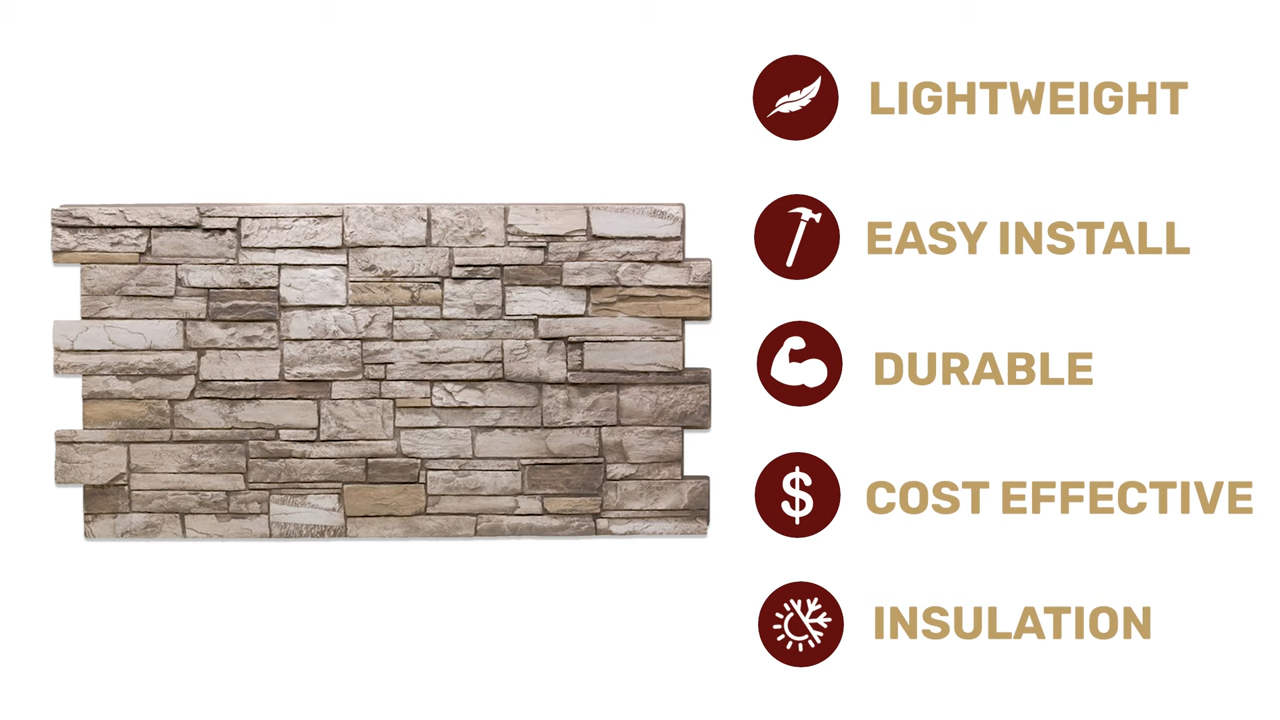 LIGHTWEIGHT
EASY INSTALL
DURABLE
$
COST EFFECTIVE
INSULATION